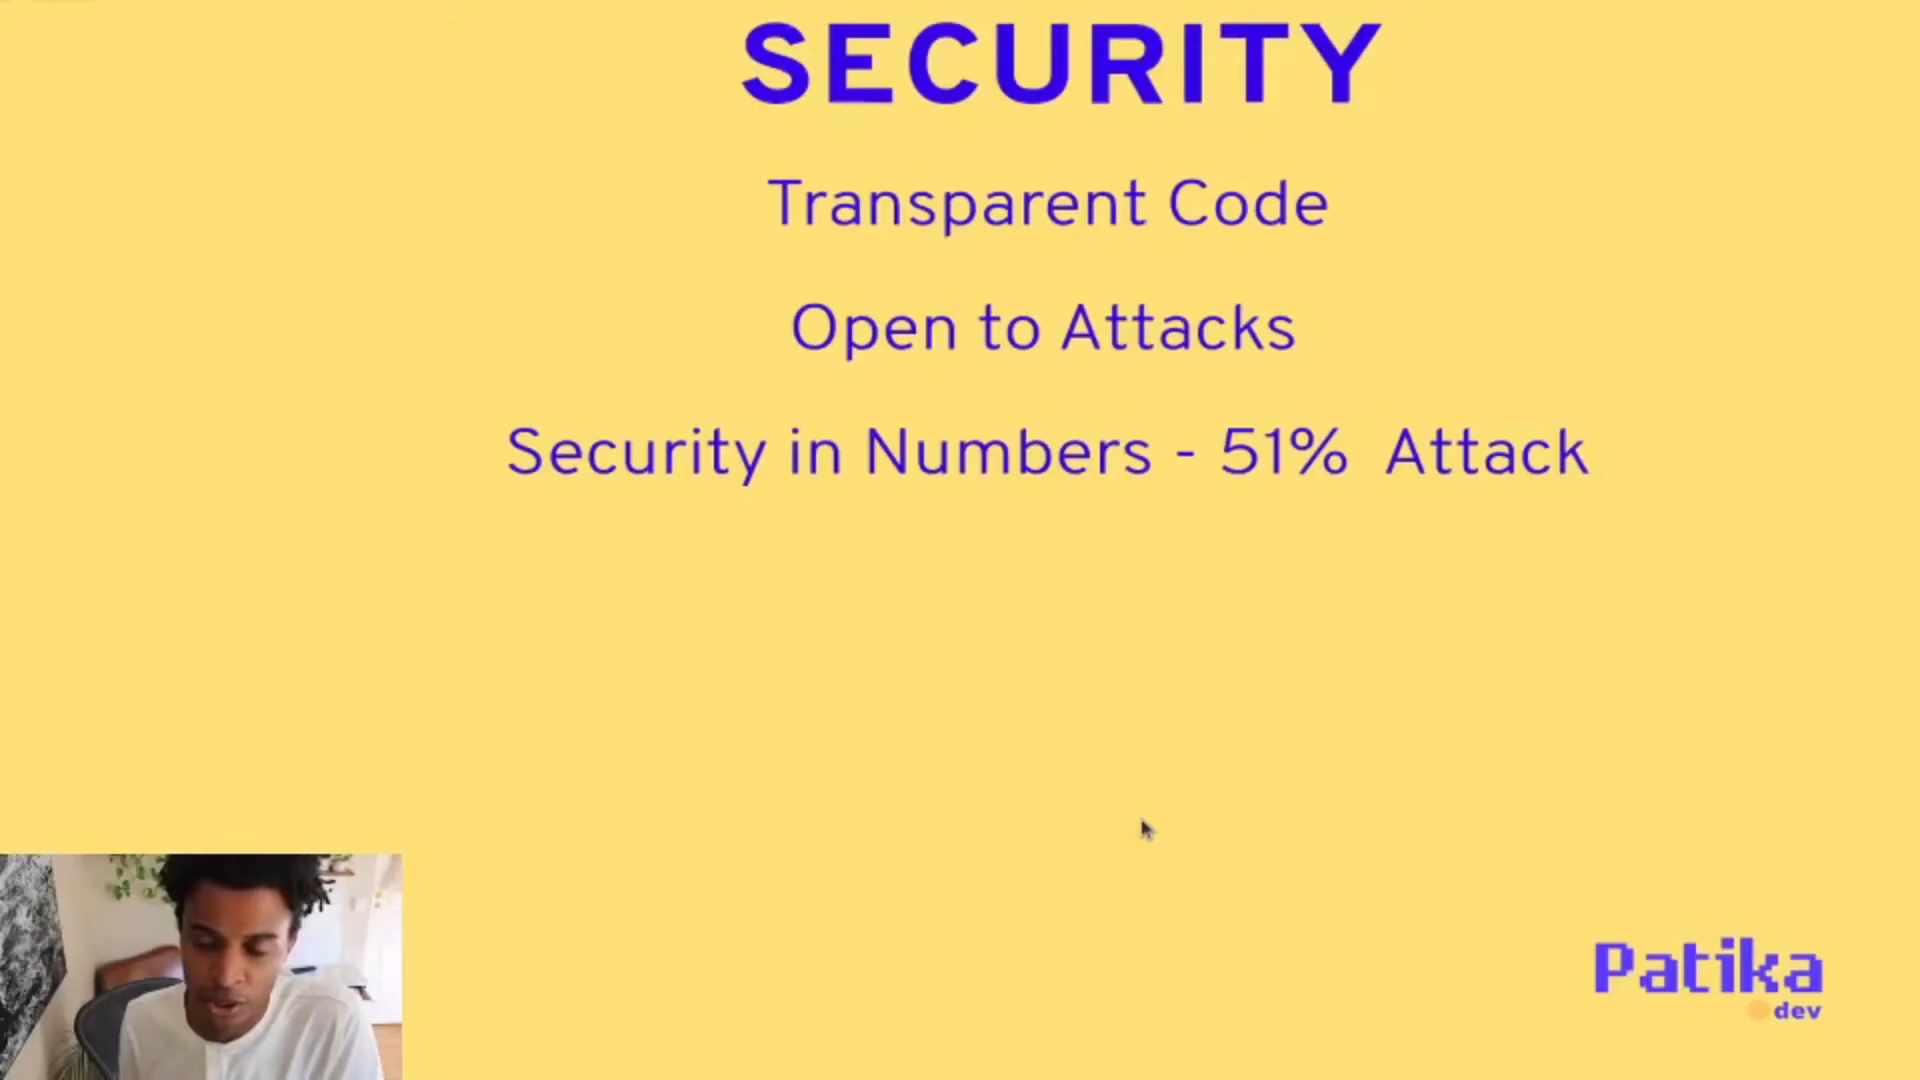 SECURITY
Transparent Code
Open to Attacks
Security in Numbers - 51% Attack
Patika
dev